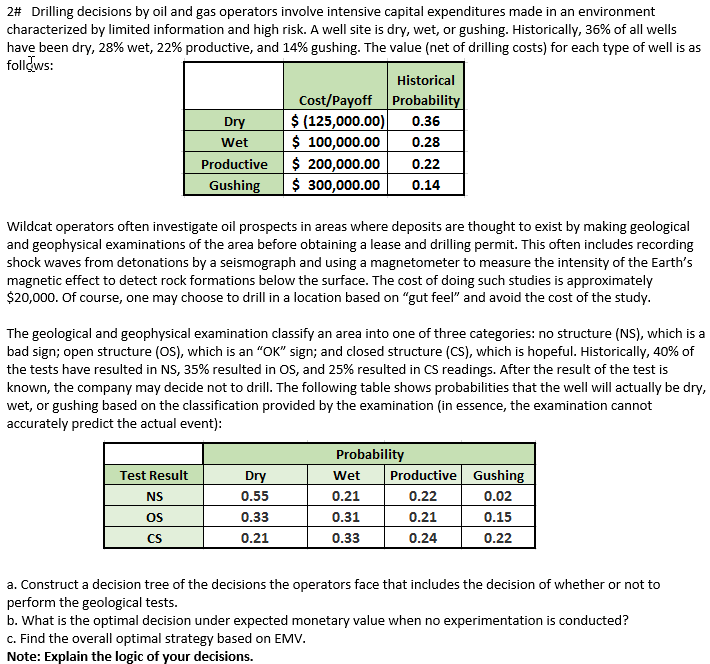 2# Drilling decisions by oil and gas operators involve intensive capital expenditures made in an environment
characterized by limited information and high risk. A well site is dry, wet, or gushing. Historically, 36% of all wells
have been dry, 28% wet, 22% productive, and 14% gushing. The value (net of drilling costs) for each type of well is as
follows:
Historical
Cost/Payoff Probability
Dry $ (125,000.00) 0.36
Wet $ 100,000.00 0.28
Productive $ 200,000.00 0.22
Gushing $ 300,000.00 0.14
Wildcat operators often investigate oil prospects in areas where deposits are thought to exist by making geological
and geophysical examinations of the area before obtaining a lease and drilling permit. This often includes recording
shock waves from detonations by a seismograph and using a magnetometer to measure the intensity of the Earth's
magnetic effect to detect rock formations below the surface. The cost of doing such studies is approximately
$20,000. Of course, one may choose to drill in a location based on "gut feel" and avoid the cost of the study.
The geological and geophysical examination classify an area into one of three categories: no structure (NS), which is a
bad sign; open structure (OS), which is an "OK" sign; and closed structure (CS), which is hopeful. Historically, 40% of
the tests have resulted in NS, 35% resulted in OS, and 25% resulted in CS readings. After the result of the test is
known, the company may decide not to drill. The following table shows probabilities that the well will actually be dry,
wet, or gushing based on the classification provided by the examination (in essence, the examination cannot
accurately predict the actual event):
Probability
Test Result Dry Wet Productive Gushing
NS 0.55 0.21 0.22 0.02
OS 0.33 0.31 0.21 0.15
CS 0.21 0.33 0.24 0.22
a. Construct a decision tree of the decisions the operators face that includes the decision of whether or not to
perform the geological tests.
b. What is the optimal decision under expected monetary value when no experimentation is conducted?
c. Find the overall optimal strategy based on EMV.
Note: Explain the logic of your decisions.